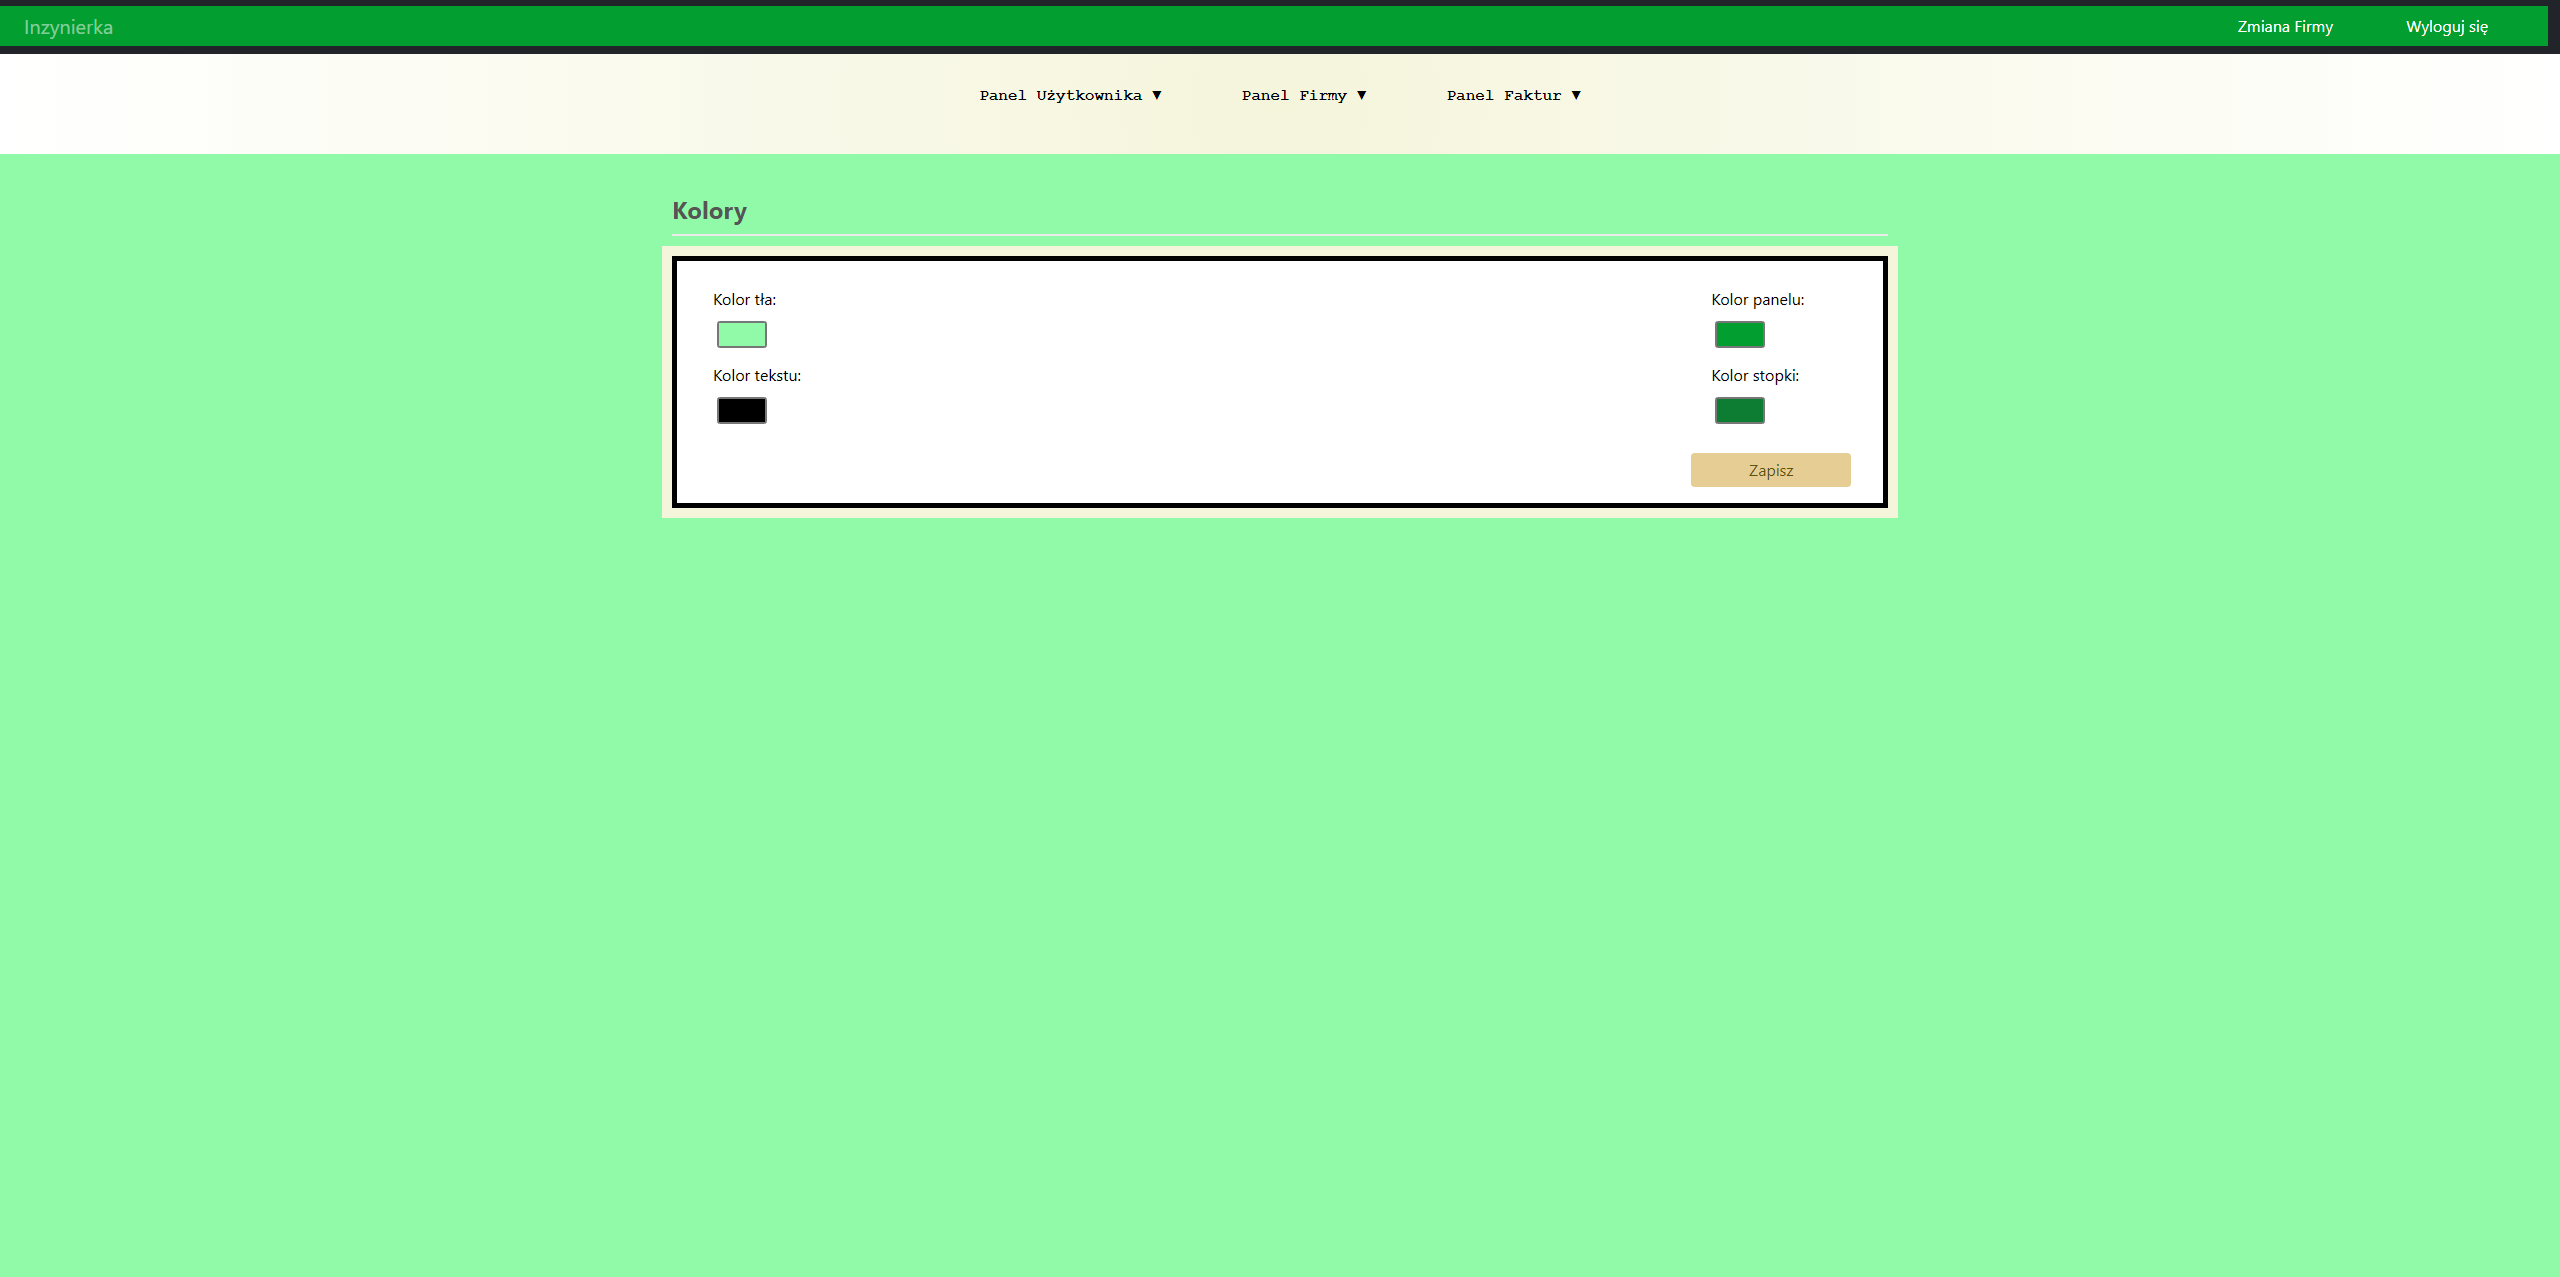 Inzynierka
Zmiana Firmy
Wyloguj się
Panel Użytkownika ▼
Panel Firmy ▼
Panel Faktur ▼
Kolory
Kolor tła:
Kolor panelu:
Kolor tekstu:
Kolor stopki:
Zapisz